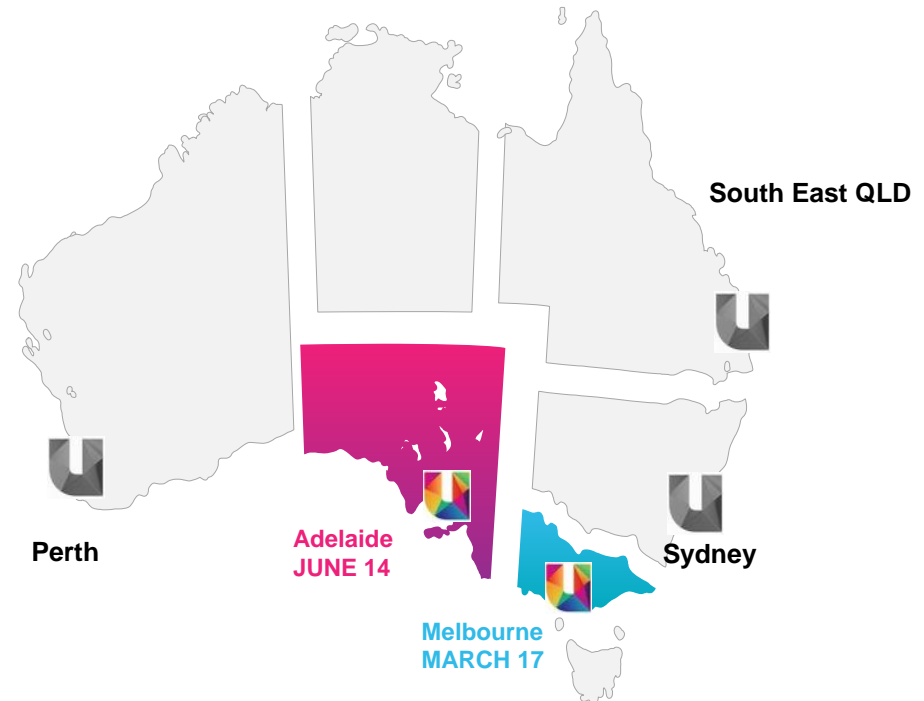 South East QLD
Perth
Adelaide
JUNE 14
Sydney
Melbourne
MARCH 17